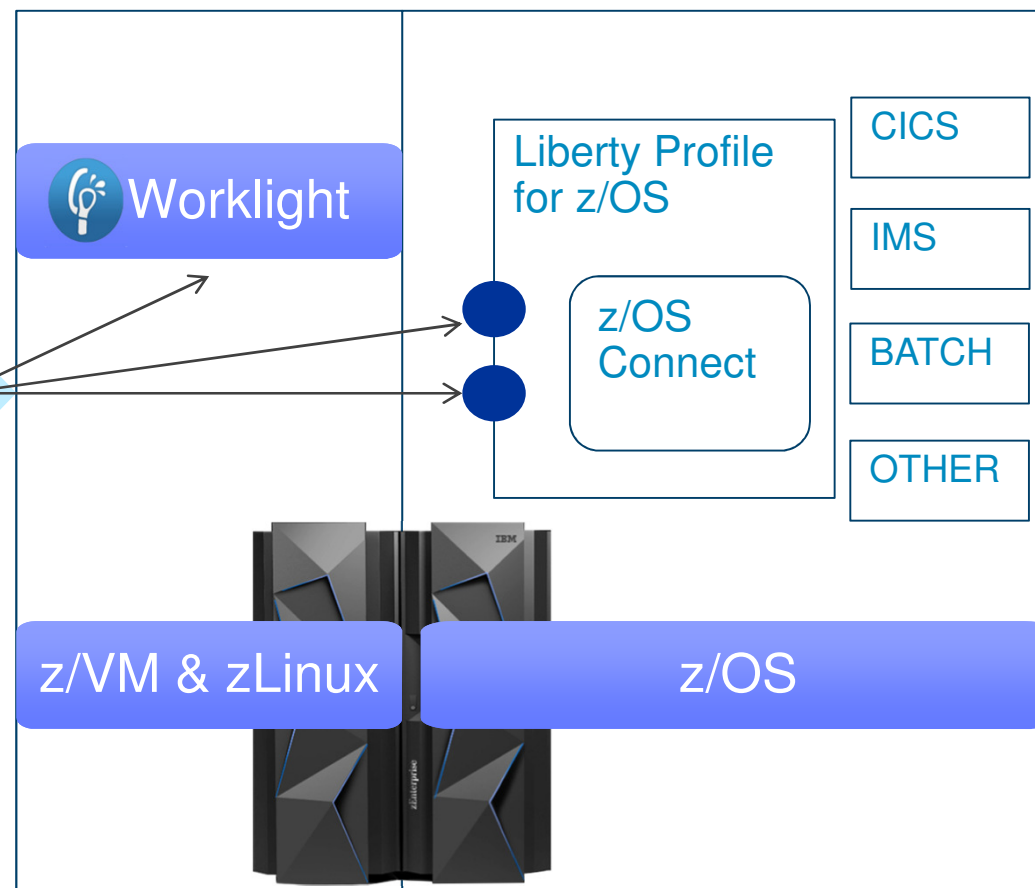 Worklight
Liberty Profile
for z/OS
z/OS
Connect
CICS
IMS
BATCH
OTHER
IBM
zEnterprise
z/VM & zLinux
z/OS